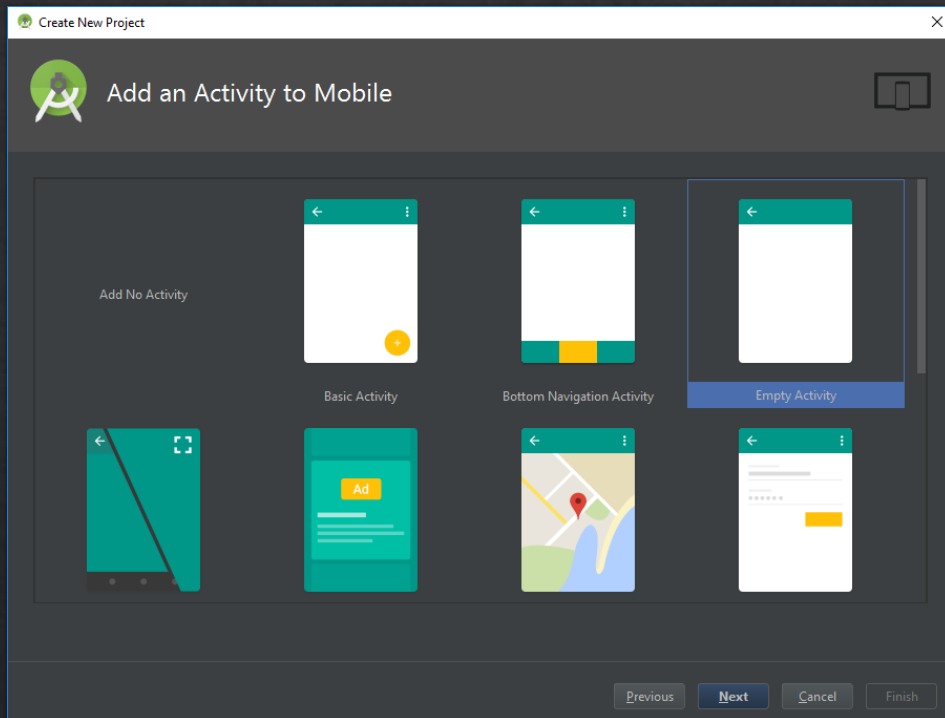 Create New Project
Add an Activity to Mobile
Add No Activity
Basic Activity
Bottom Navigation Activity
Empty Activity
Ad
Previous
Next
Cancel
Finish